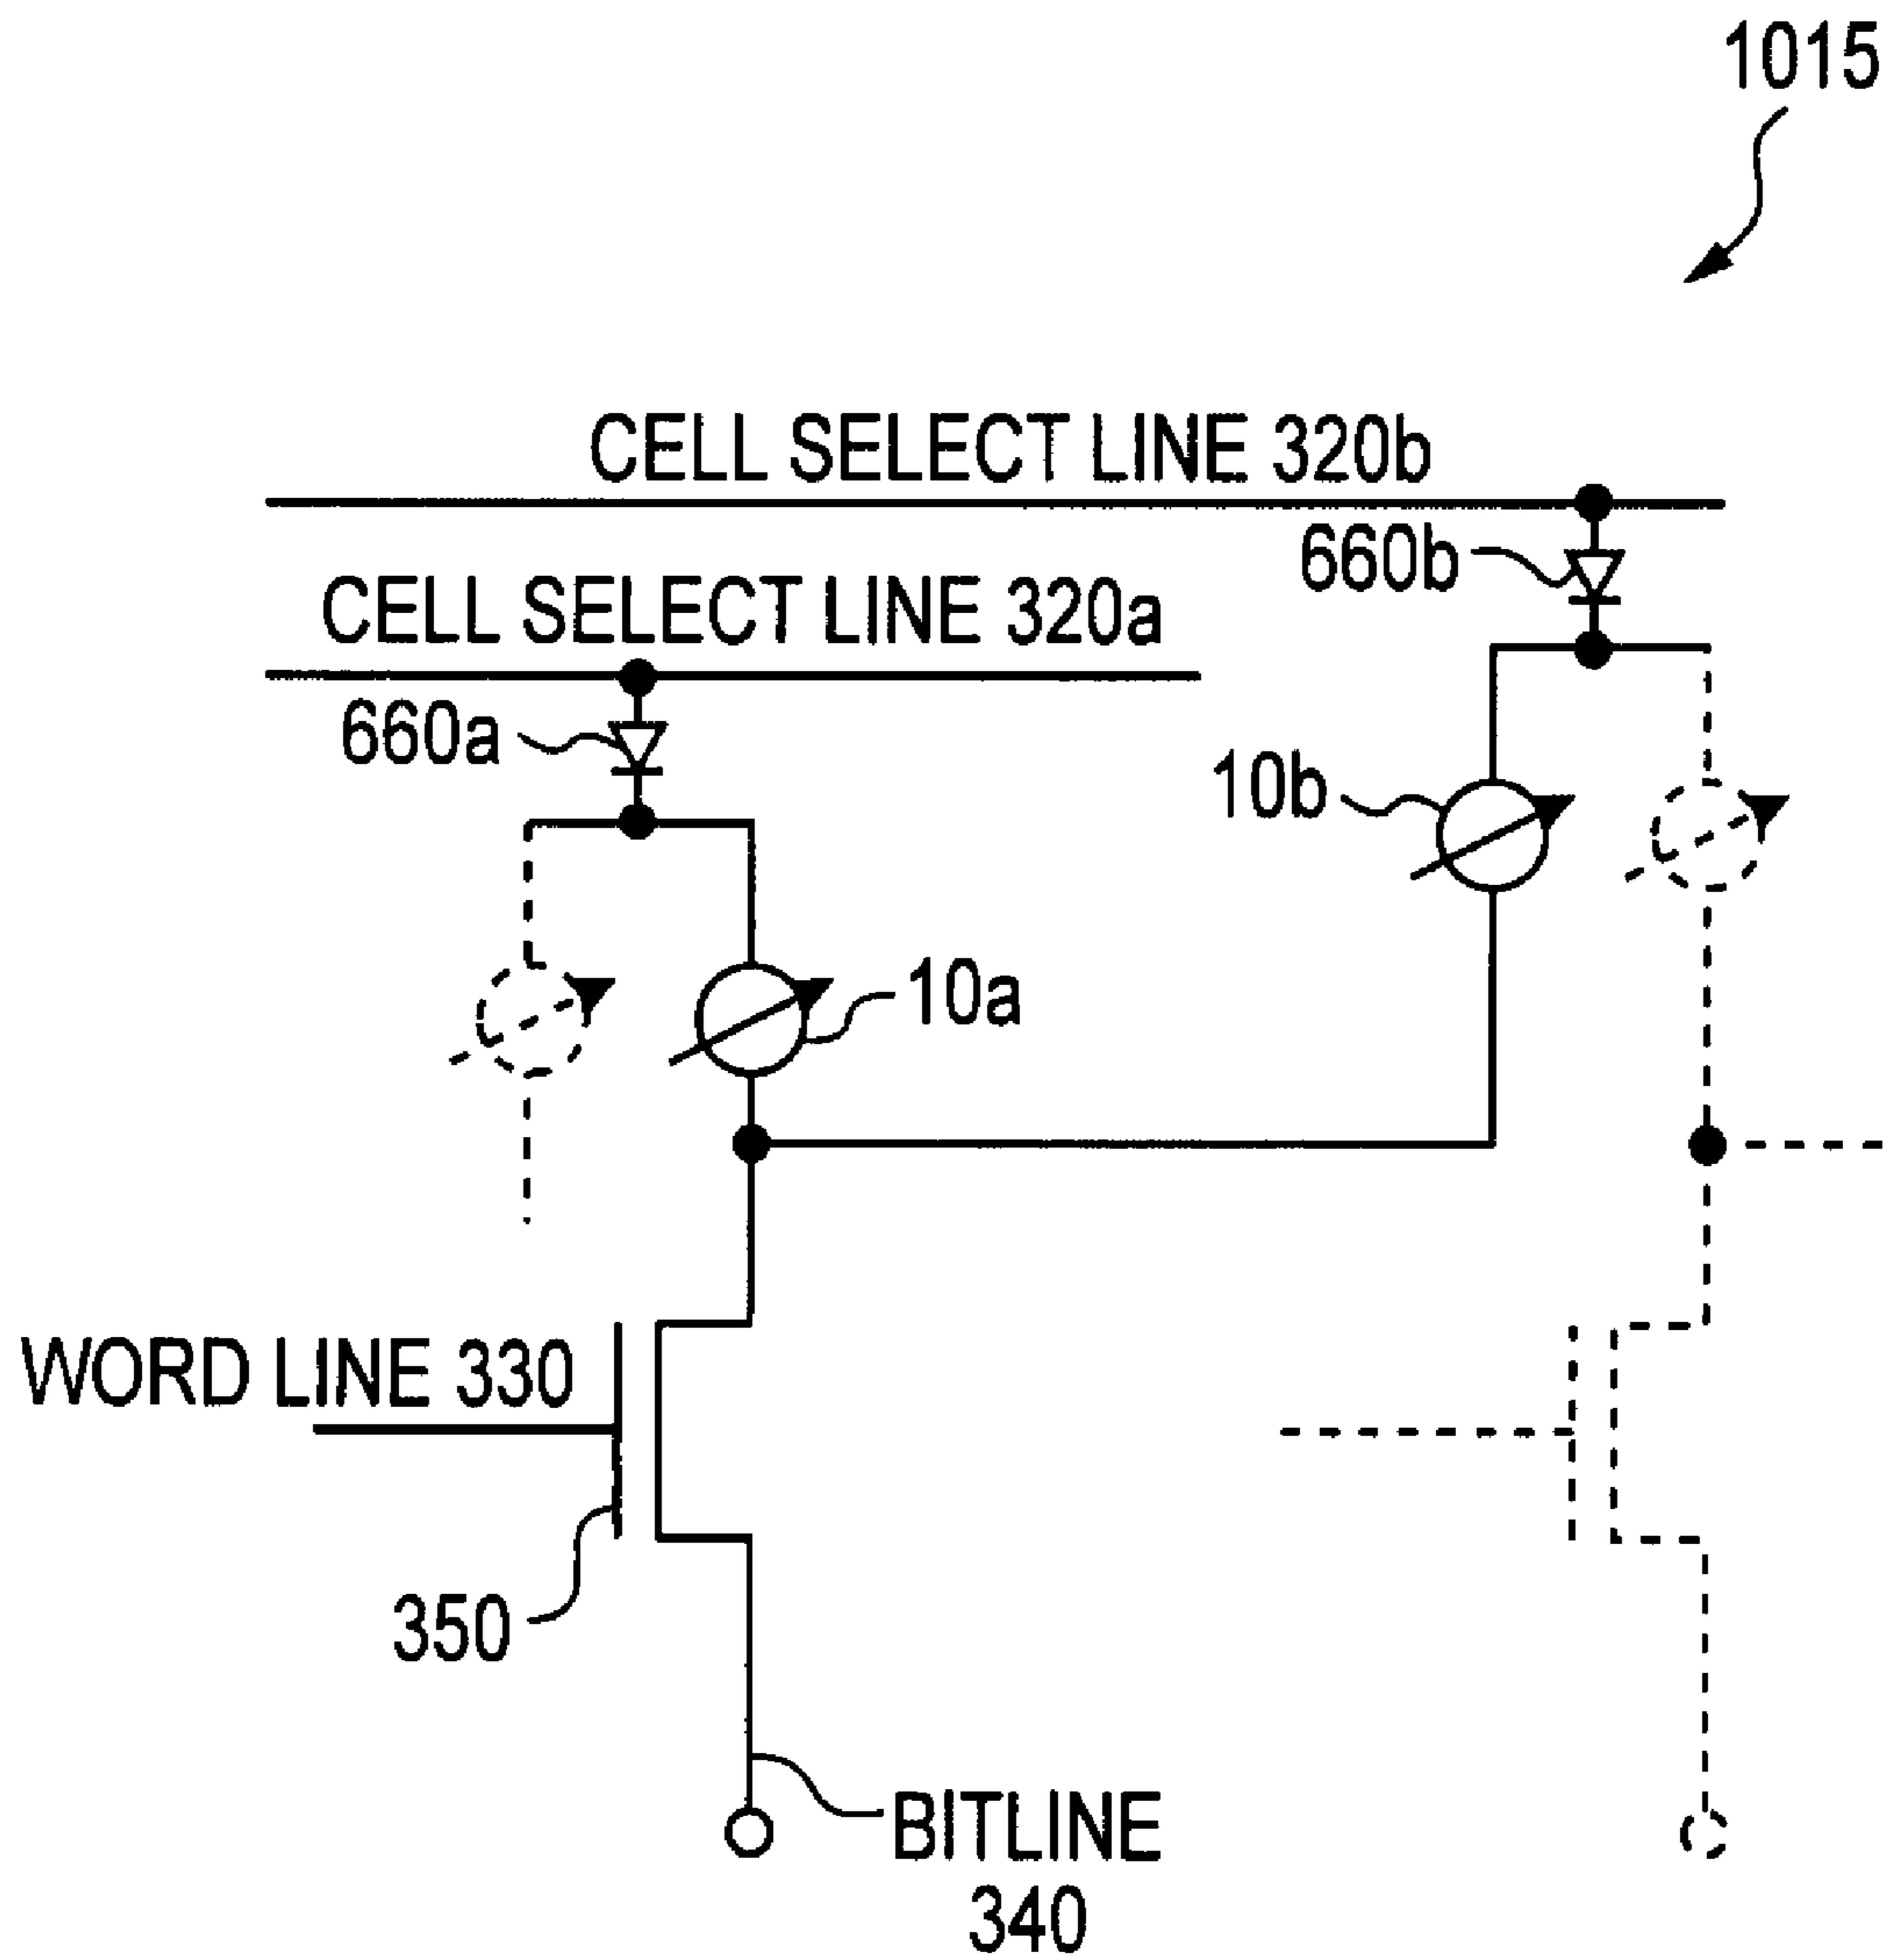 1015
CELL SELECT LINE 320b
660b
CELL SELECT LINE 320a
660a
10b
10a
WORD LINE 330
350
BITLINE
340